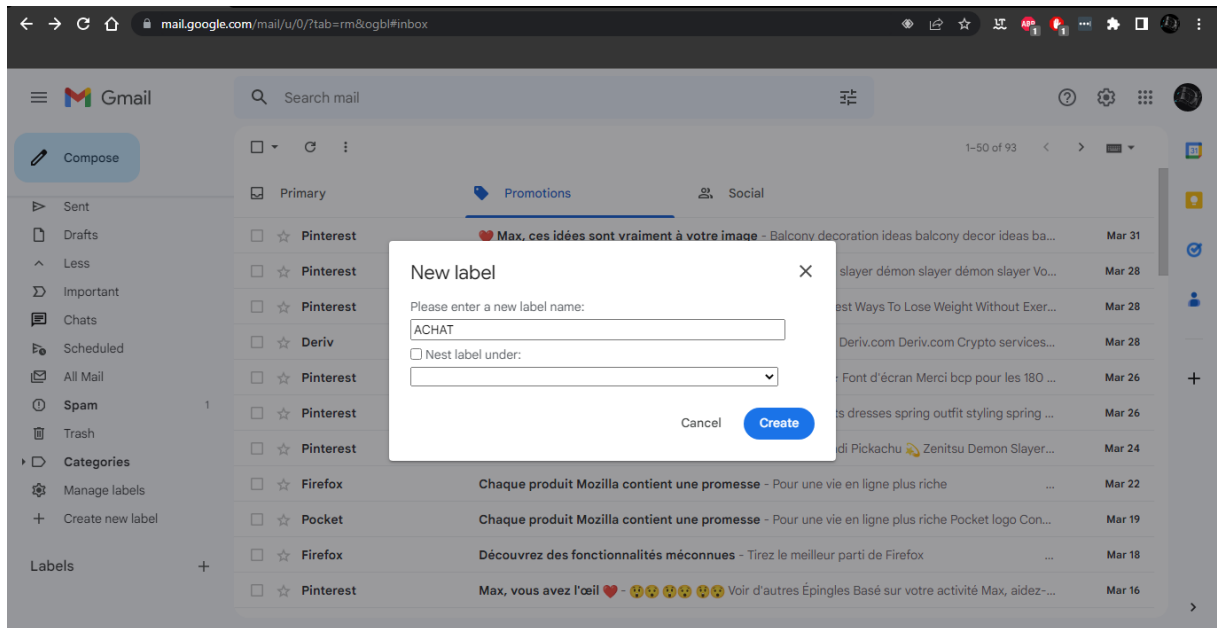 mail.google.com/mail/u/0/?tab=rm&ogbl#inbox
Gmail
Search mail
Compose
1–50 of 93
Primary
Promotions
Social
Sent
Drafts
Less
Important
Chats
Scheduled
All Mail
Spam 1
Trash
Categories
Manage labels
Create new label
Labels
Pinterest Max, ces idées sont vraiment à votre image - Balcony decoration ideas balcony decor ideas ba... Mar 31
Pinterest slayer démon slayer démon slayer Vo... Mar 28
Pinterest est Ways To Lose Weight Without Exer... Mar 28
Deriv Deriv.com Deriv.com Crypto services... Mar 28
Pinterest Font d'écran Merci bcp pour les 180 ... Mar 26
Pinterest ts dresses spring outfit styling spring ... Mar 26
Pinterest di Pickachu Zenitsu Demon Slayer... Mar 24
Firefox Chaque produit Mozilla contient une promesse - Pour une vie en ligne plus riche ... Mar 22
Pocket Chaque produit Mozilla contient une promesse - Pour une vie en ligne plus riche Pocket logo Con... Mar 19
Firefox Découvrez des fonctionnalités méconnues - Tirez le meilleur parti de Firefox ... Mar 18
Pinterest Max, vous avez l'œil ❤️ - 😲😲 😲😲 😲😲 Voir d'autres Épingles Basé sur votre activité Max, aidez-... Mar 16
New label
Please enter a new label name:
ACHAT
Nest label under:
Cancel Create
31
ABP 1
1